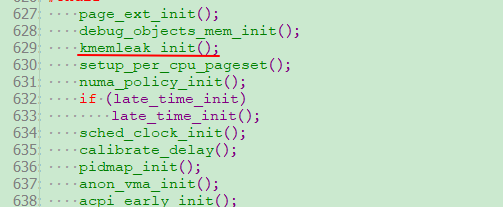 627 page_ext_init();
628 debug_objects_mem_init();
629 kmemleak_init();
630 setup_per_cpu_pageset();
631 numa_policy_init();
632 if (late_time_init)
633 late_time_init();
634 sched_clock_init();
635 calibrate_delay();
636 pidmap_init();
637 anon_vma_init();
638 acpi_early_init();